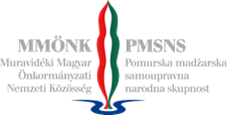 MMÖNK
Muravidéki Magyar
Önkormányzati
Nemzeti Közösség
PMSNS
Pomurska madžarska
samoupravna
narodna skupnost